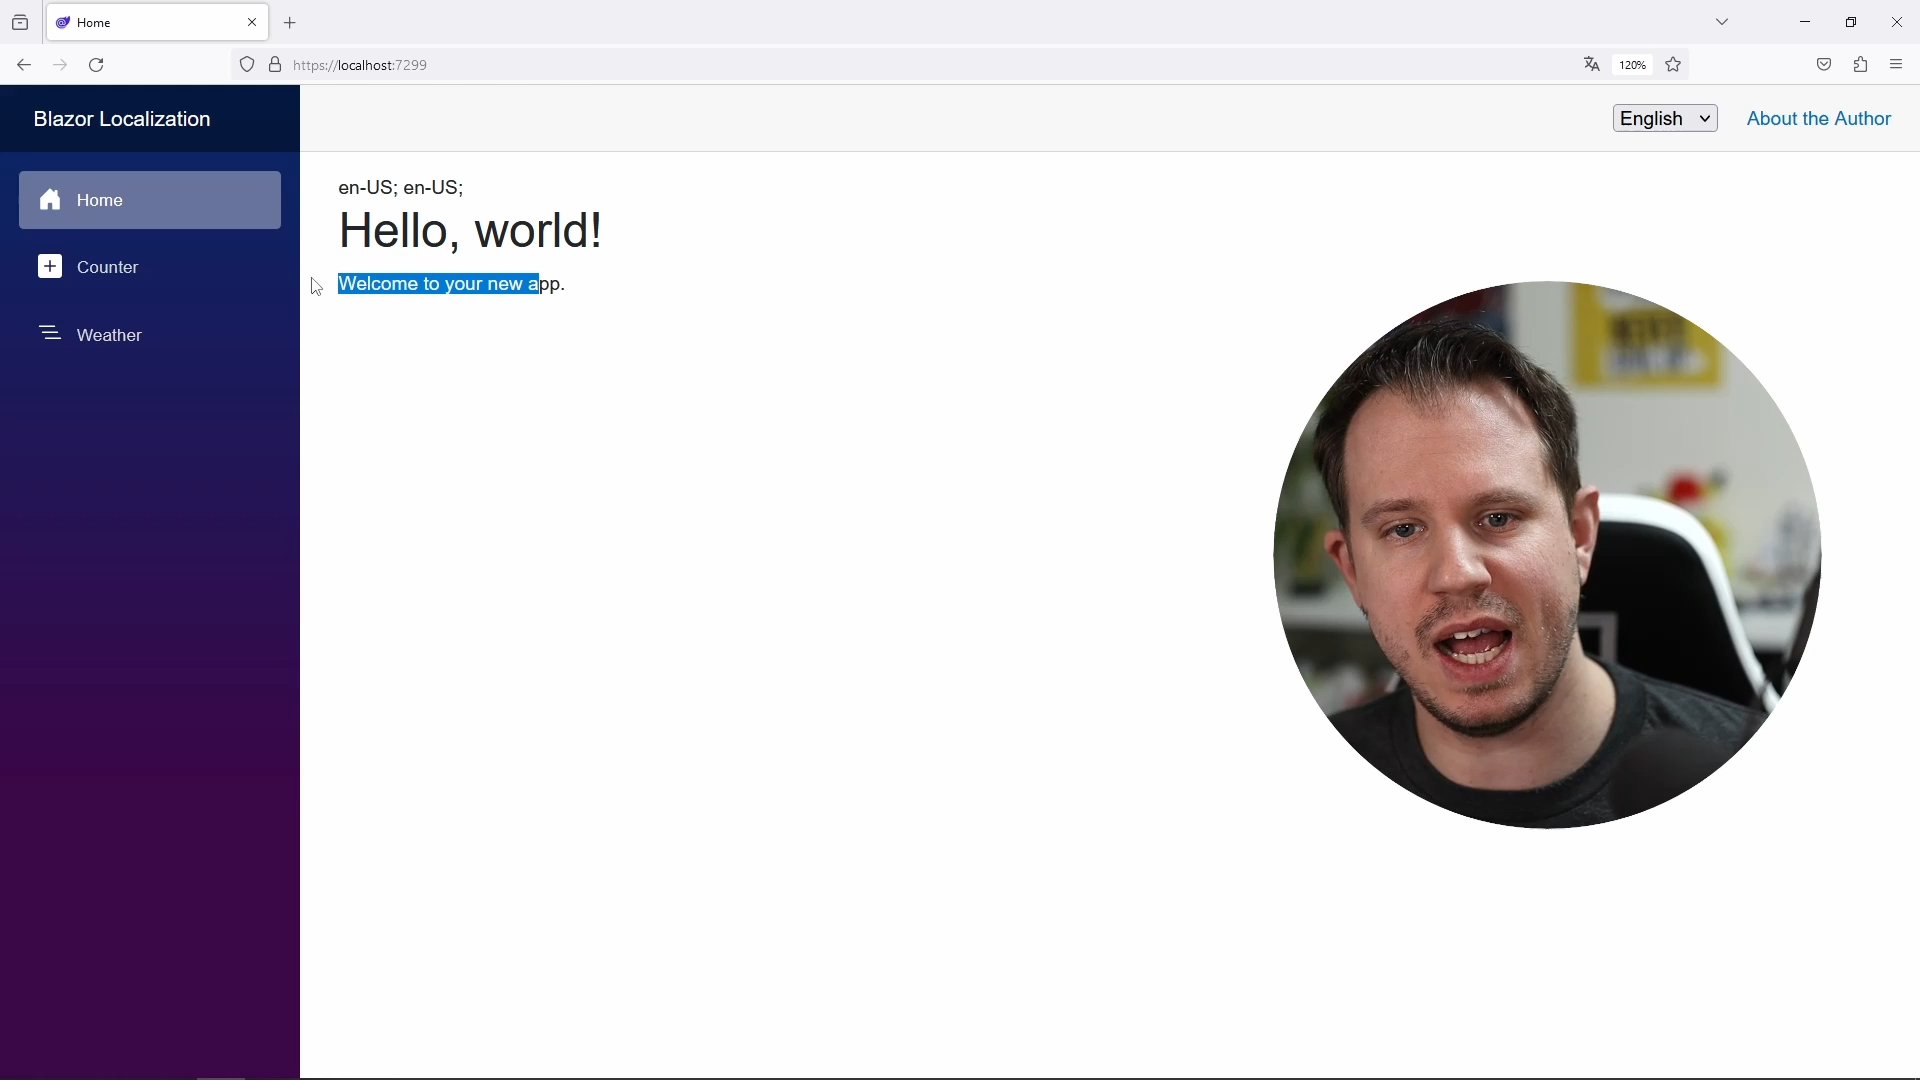 Home
https://localhost:7299
120%
Blazor Localization
English
About the Author
Home
Counter
Weather
en-US; en-US;
Hello, world!
Welcome to your new app.